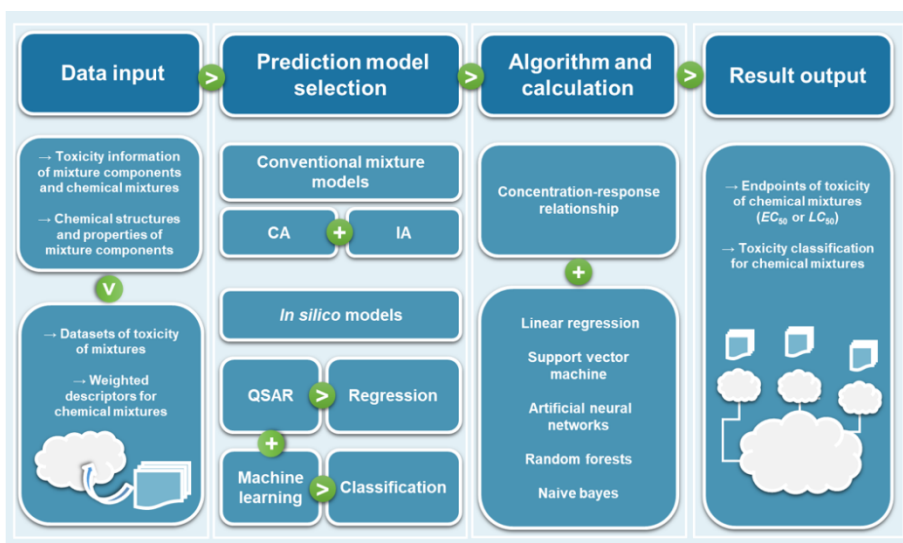 Data input
>
Prediction model
selection
>
Algorithm and
calculation
>
Result output
→ Toxicity information
of mixture components
and chemical mixtures
→ Chemical structures
and properties of
mixture components
V
→ Datasets of toxicity
of mixtures
→ Weighted
descriptors for
chemical mixtures
Conventional mixture
models
CA
+
IA
In silico models
QSAR
>
Regression
+
Machine
learning
>
Classification
Concentration-response
relationship
+
Linear regression
Support vector
machine
Artificial neural
networks
Random forests
Naive bayes
→ Endpoints of toxicity
of chemical mixtures
(EC50 or LC50)
→ Toxicity classification
for chemical mixtures